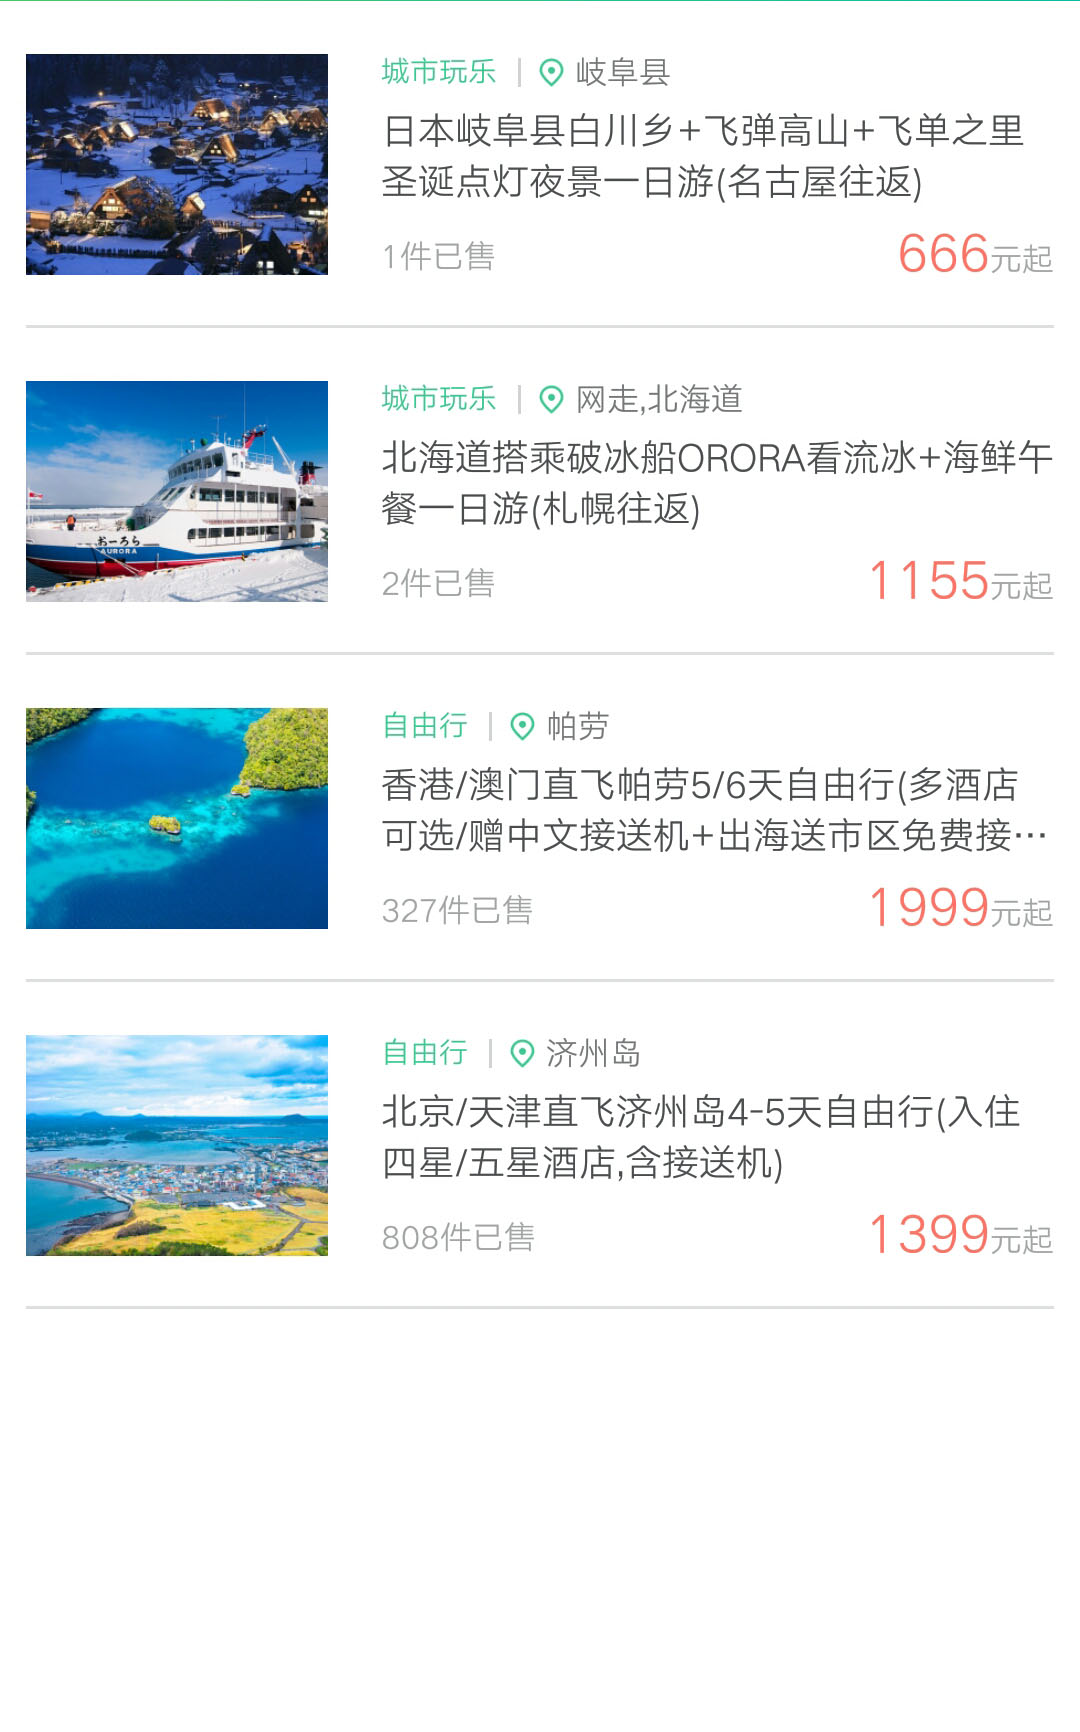 城市玩乐 | 岐阜县
日本岐阜县白川乡+飞弹高山+飞单之里
圣诞点灯夜景一日游(名古屋往返)
1件已售 666元起
城市玩乐 | 网走,北海道
北海道搭乘破冰船ORORA看流冰+海鲜午
餐一日游(札幌往返)
おーろら
AURORA
2件已售 1155元起
自由行 | 帕劳
香港/澳门直飞帕劳5/6天自由行(多酒店
可选/赠中文接送机+出海送市区免费接…
327件已售 1999元起
自由行 | 济州岛
北京/天津直飞济州岛4-5天自由行(入住
四星/五星酒店,含接送机)
808件已售 1399元起